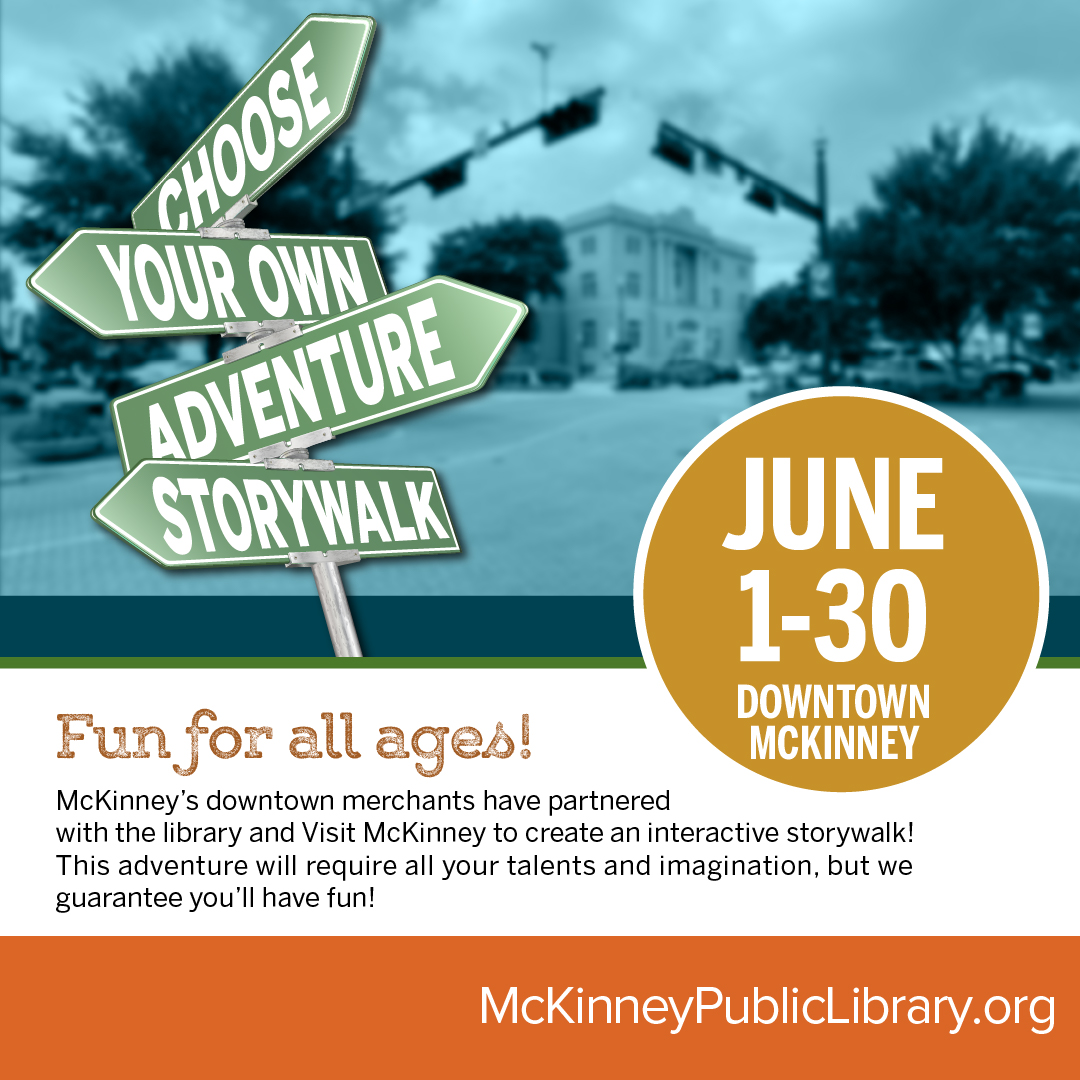 CHOOSE
YOUR OWN
ADVENTURE
STORYWALK
JUNE
1-30
DOWNTOWN
MCKINNEY
Fun for all ages!
McKinney’s downtown merchants have partnered
with the library and Visit McKinney to create an interactive storywalk!
This adventure will require all your talents and imagination, but we
guarantee you’ll have fun!
McKinneyPublicLibrary.org